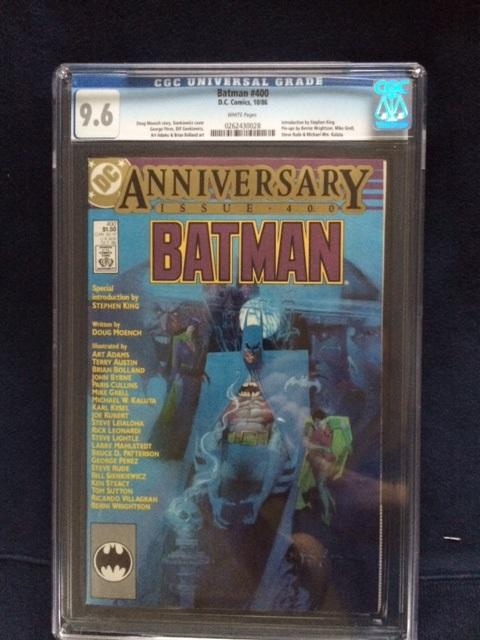 CGC UNIVERSAL GRADE
9.6
Batman #400
D.C. Comics, 10/86
WHITE Pages
Doug Moench story, Sienkiewicz cover
George Pérez, Bill Sienkiewicz,
Art Adams & Brian Bolland art
Introduction by Stephen King
Pin-ups by Bernie Wrightson, Mike Grell,
Steve Rude & Michael Wm. Kaluta
0262430028
CGC
DC
ANNIVERSARY
ISSUE • 400
400
$1.50
BATMAN
Special
introduction by
STEPHEN KING
Written by
DOUG MOENCH
Illustrated by
ART ADAMS
TERRY AUSTIN
BRIAN BOLLAND
JOHN BYRNE
PARIS CULLINS
MIKE GRELL
MICHAEL W. KALUTA
KARL KESEL
JOE KUBERT
STEVE LEIALOHA
RICK LEONARDI
STEVE LIGHTLE
LARRY MAHLSTEDT
BRUCE D. PATTERSON
GEORGE PEREZ
STEVE RUDE
BILL SIENKIEWICZ
KEN STEACY
TOM SUTTON
RICARDO VILLAGRAN
BERNI WRIGHTSON